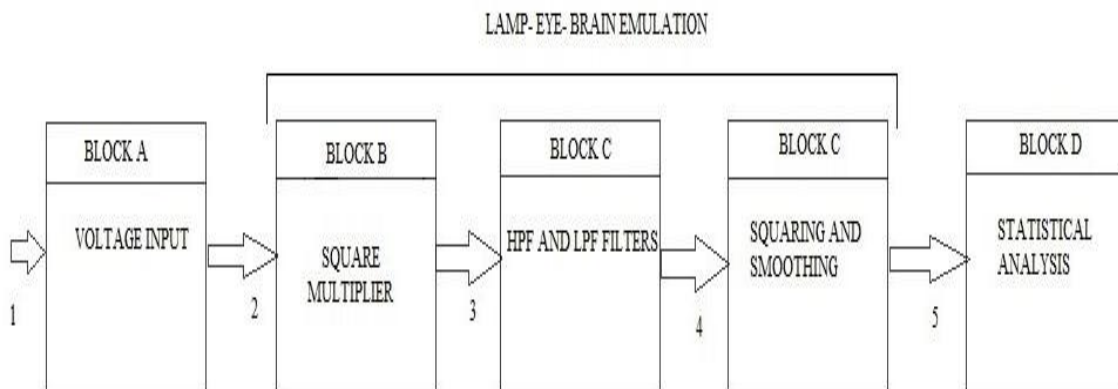 LAMP- EYE- BRAIN EMULATION
BLOCK A
VOLTAGE INPUT
BLOCK B
SQUARE
MULTIPLIER
BLOCK C
HPF AND LPF FILTERS
BLOCK C
SQUARING AND
SMOOTHING
BLOCK D
STATISTICAL
ANALYSIS
1
2
3
4
5